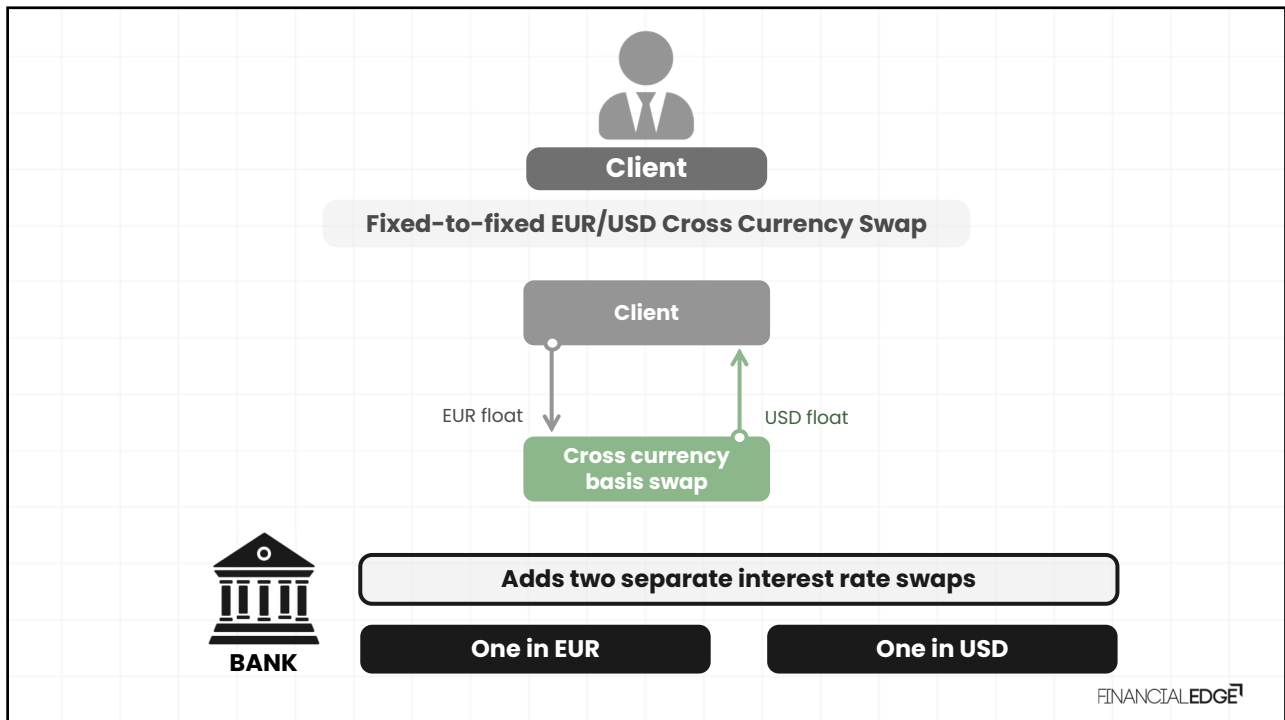 Client
Fixed-to-fixed EUR/USD Cross Currency Swap
Client
EUR float
USD float
Cross currency
basis swap
Adds two separate interest rate swaps
BANK
One in EUR
One in USD
FINANCIALEDGE